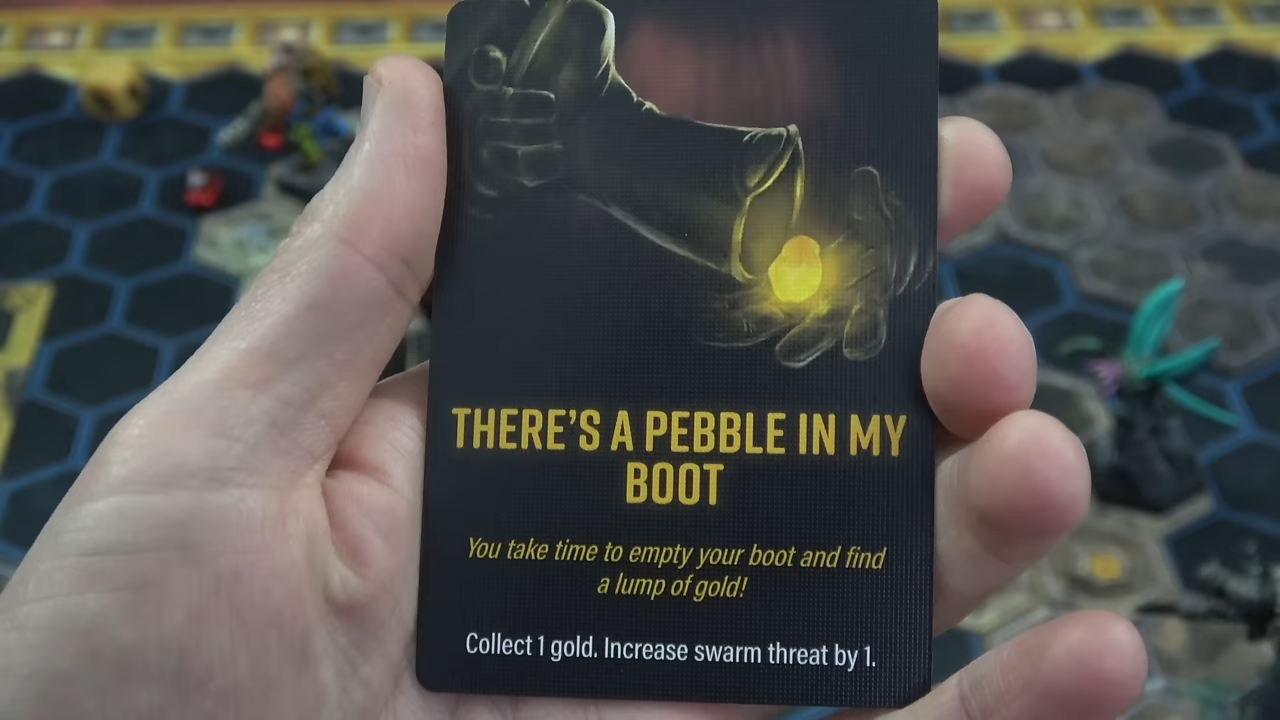 THERE’S A PEBBLE IN MY
BOOT
You take time to empty your boot and find
a lump of gold!
Collect 1 gold. Increase swarm threat by 1.